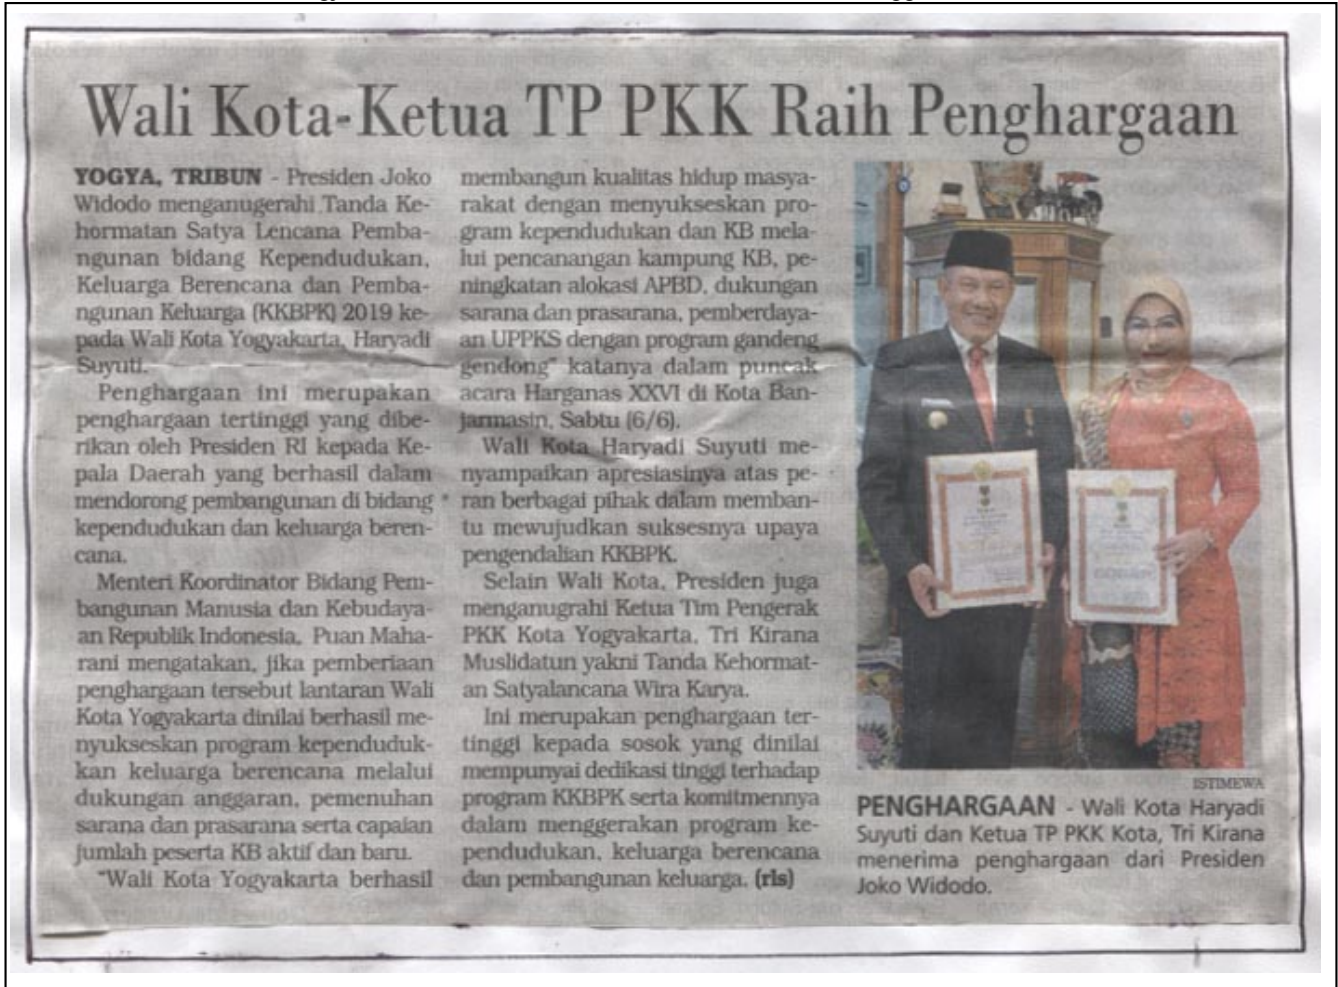 Wali Kota-Ketua TP PKK Raih Penghargaan
YOGYA, TRIBUN - Presiden Joko
Widodo menganugerahi Tanda Ke-
hormatan Satya Lencana Pemba-
ngunan bidang Kependudukan,
Keluarga Berencana dan Pemba-
ngunan Keluarga (KKBPK) 2019 ke-
pada Wali Kota Yogyakarta, Haryadi
Suyuti.
Penghargaan ini merupakan
penghargaan tertinggi yang dibe-
rikan oleh Presiden RI kepada Ke-
pala Daerah yang berhasil dalam
mendorong pembangunan di bidang
kependudukan dan keluarga beren-
cana.
Menteri Koordinator Bidang Pem-
bangunan Manusia dan Kebudaya-
an Republik Indonesia, Puan Maha-
rani mengatakan, jika pemberiaan
penghargaan tersebut lantaran Wali
Kota Yogyakarta dinilai berhasil me-
nyukseskan program kependuduk-
kan keluarga berencana melalui
dukungan anggaran, pemenuhan
sarana dan prasarana serta capaian
jumlah peserta KB aktif dan baru.
"Wali Kota Yogyakarta berhasil
membangun kualitas hidup masya-
rakat dengan menyukseskan pro-
gram kependudukan dan KB mela-
lui pencanangan kampung KB, pe-
ningkatan alokasi APBD, dukungan
sarana dan prasarana, pemberdaya-
an UPPKS dengan program gandeng
gendong" katanya dalam puncak
acara Harganas XXVI di Kota Ban-
jarmasin, Sabtu (6/6).
Wali Kota Haryadi Suyuti me-
nyampaikan apresiasinya atas pe-
ran berbagai pihak dalam memban-
tu mewujudkan suksesnya upaya
pengendalian KKBPK.
Selain Wali Kota, Presiden juga
menganugrahi Ketua Tim Pengerak
PKK Kota Yogyakarta, Tri Kirana
Muslidatun yakni Tanda Kehormat-
an Satyalancana Wira Karya.
Ini merupakan penghargaan ter-
tinggi kepada sosok yang dinilai
mempunyai dedikasi tinggi terhadap
program KKBPK serta komitmennya
dalam menggerakan program ke-
pendudukan, keluarga berencana
dan pembangunan keluarga. (rls)
ISTIMEWA
PENGHARGAAN - Wali Kota Haryadi
Suyuti dan Ketua TP PKK Kota, Tri Kirana
menerima penghargaan dari Presiden
Joko Widodo.